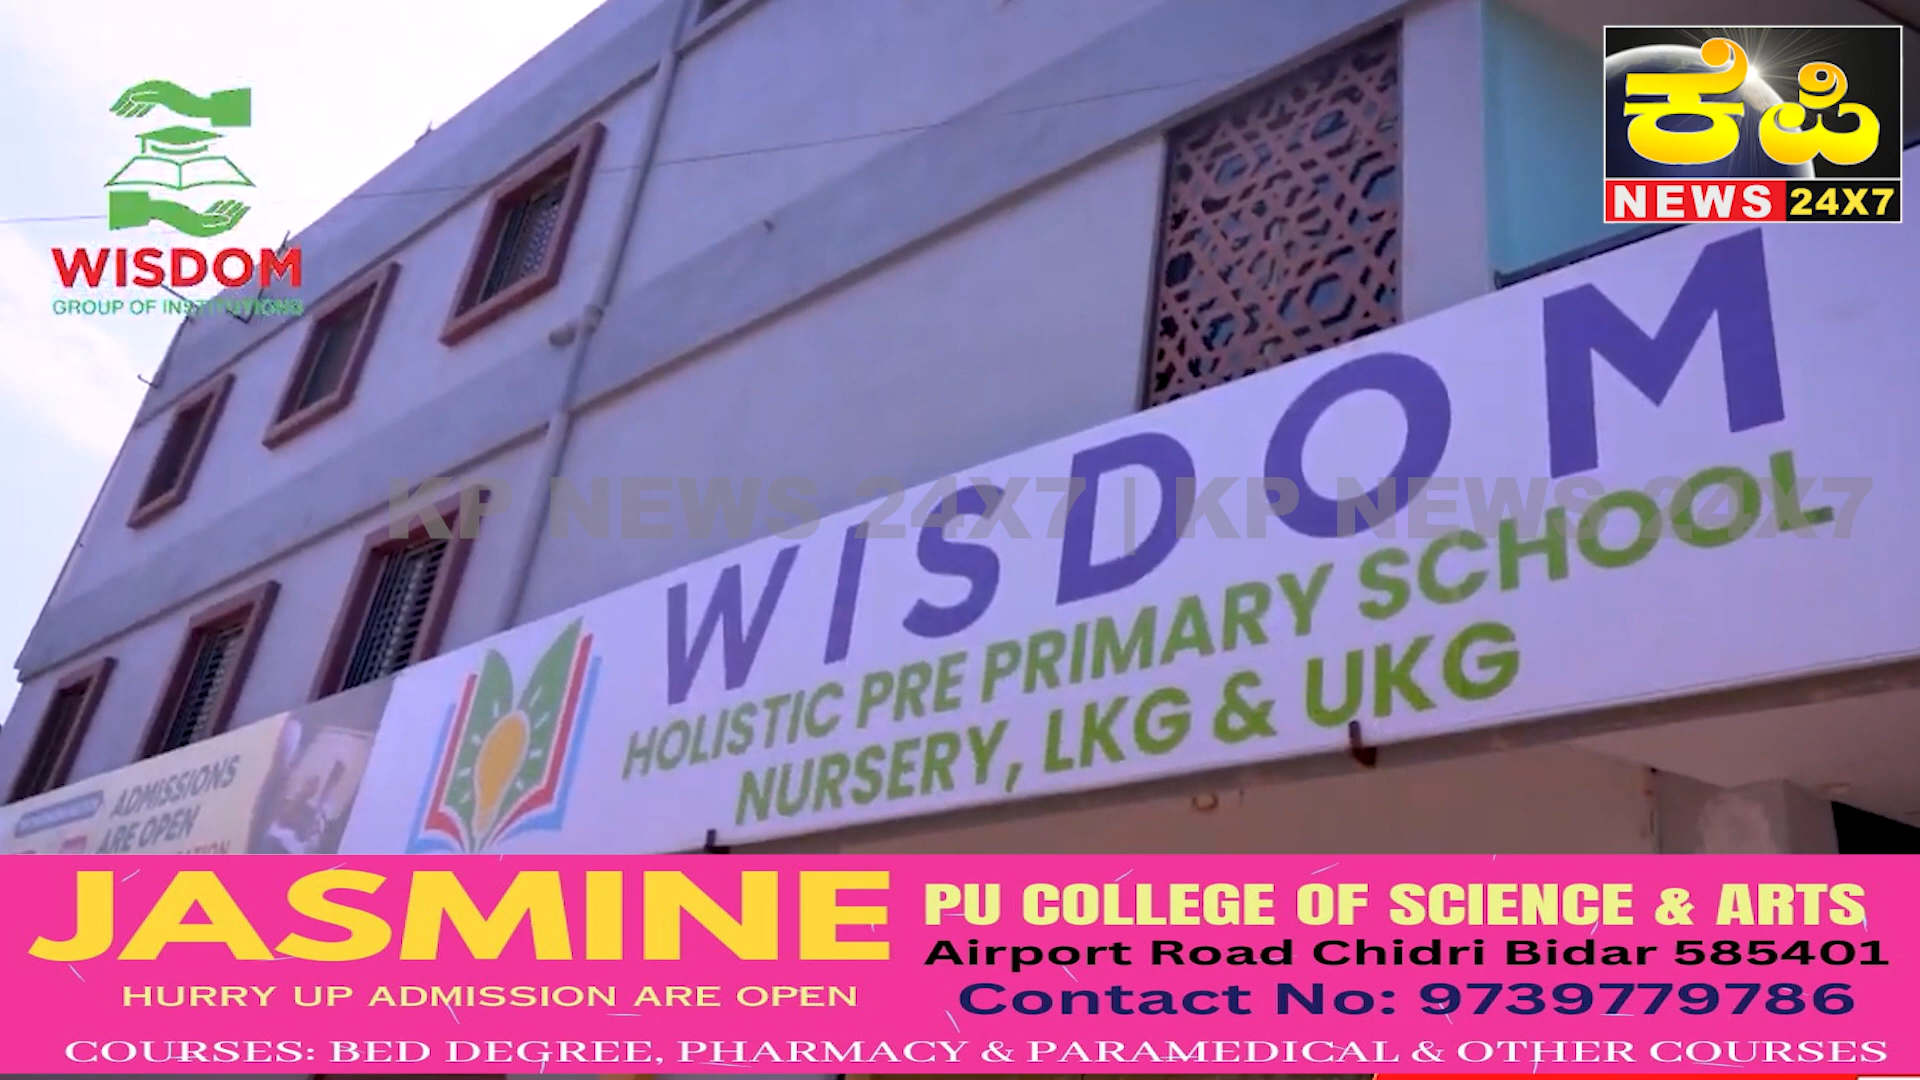 WISDOM
GROUP OF INSTITUTIONS
ಕೆಪಿ
NEWS 24X7
KP NEWS 24X7 | KP NEWS 24X7
WISDOM
HOLISTIC PRE PRIMARY SCHOOL
NURSERY, LKG & UKG
ADMISSIONS
ARE OPEN
JASMINE
HURRY UP ADMISSION ARE OPEN
PU COLLEGE OF SCIENCE & ARTS
Airport Road Chidri Bidar 585401
Contact No: 9739779786
COURSES: BED DEGREE, PHARMACY & PARAMEDICAL & OTHER COURSES